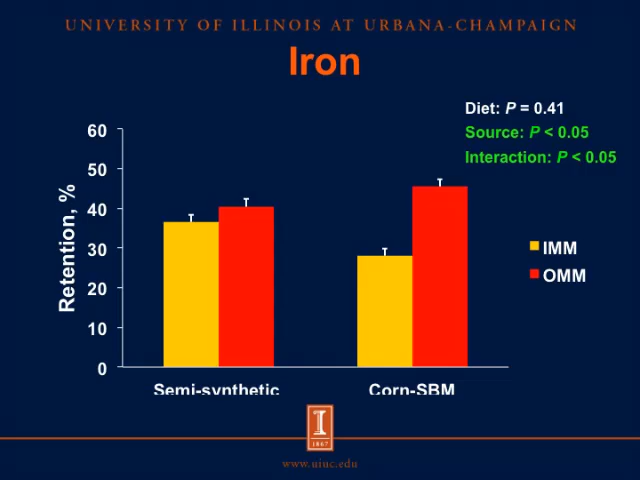 UNIVERSITY OF ILLINOIS AT URBANA-CHAMPAIGN
Iron
Diet: P = 0.41
Source: P < 0.05
Interaction: P < 0.05
Retention, %
60
50
40
30
20
10
0
IMM
OMM
Semi-synthetic
Corn-SBM
I
1867
www.uiuc.edu